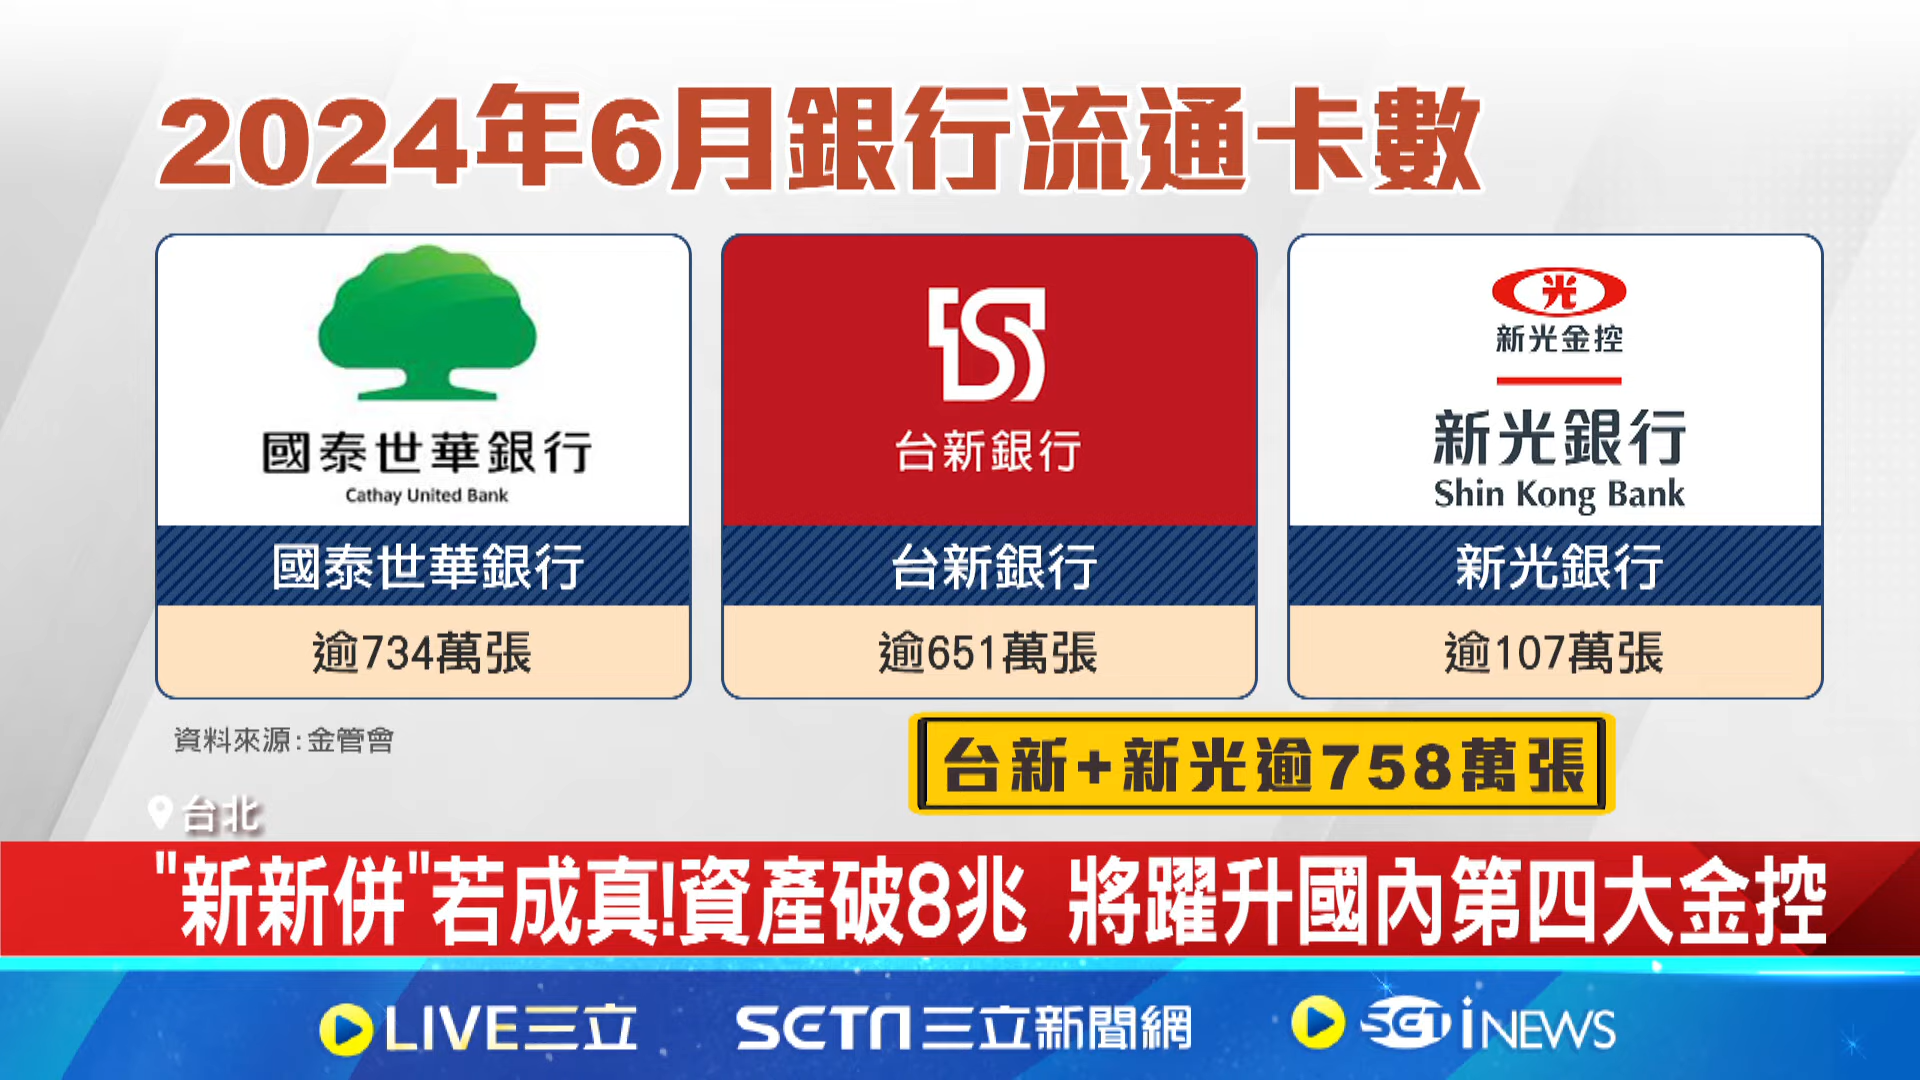 2024年6月銀行流通卡數
國泰世華銀行
Cathay United Bank
國泰世華銀行
逾734萬張
台新銀行
台新銀行
逾651萬張
光
新光金控
新光銀行
Shin Kong Bank
新光銀行
逾107萬張
資料來源:金管會
台新+新光逾758萬張
台北
"新新併"若成真!資產破8兆 將躍升國內第四大金控
LIVE三立
SETN三立新聞網
SETiNEWS